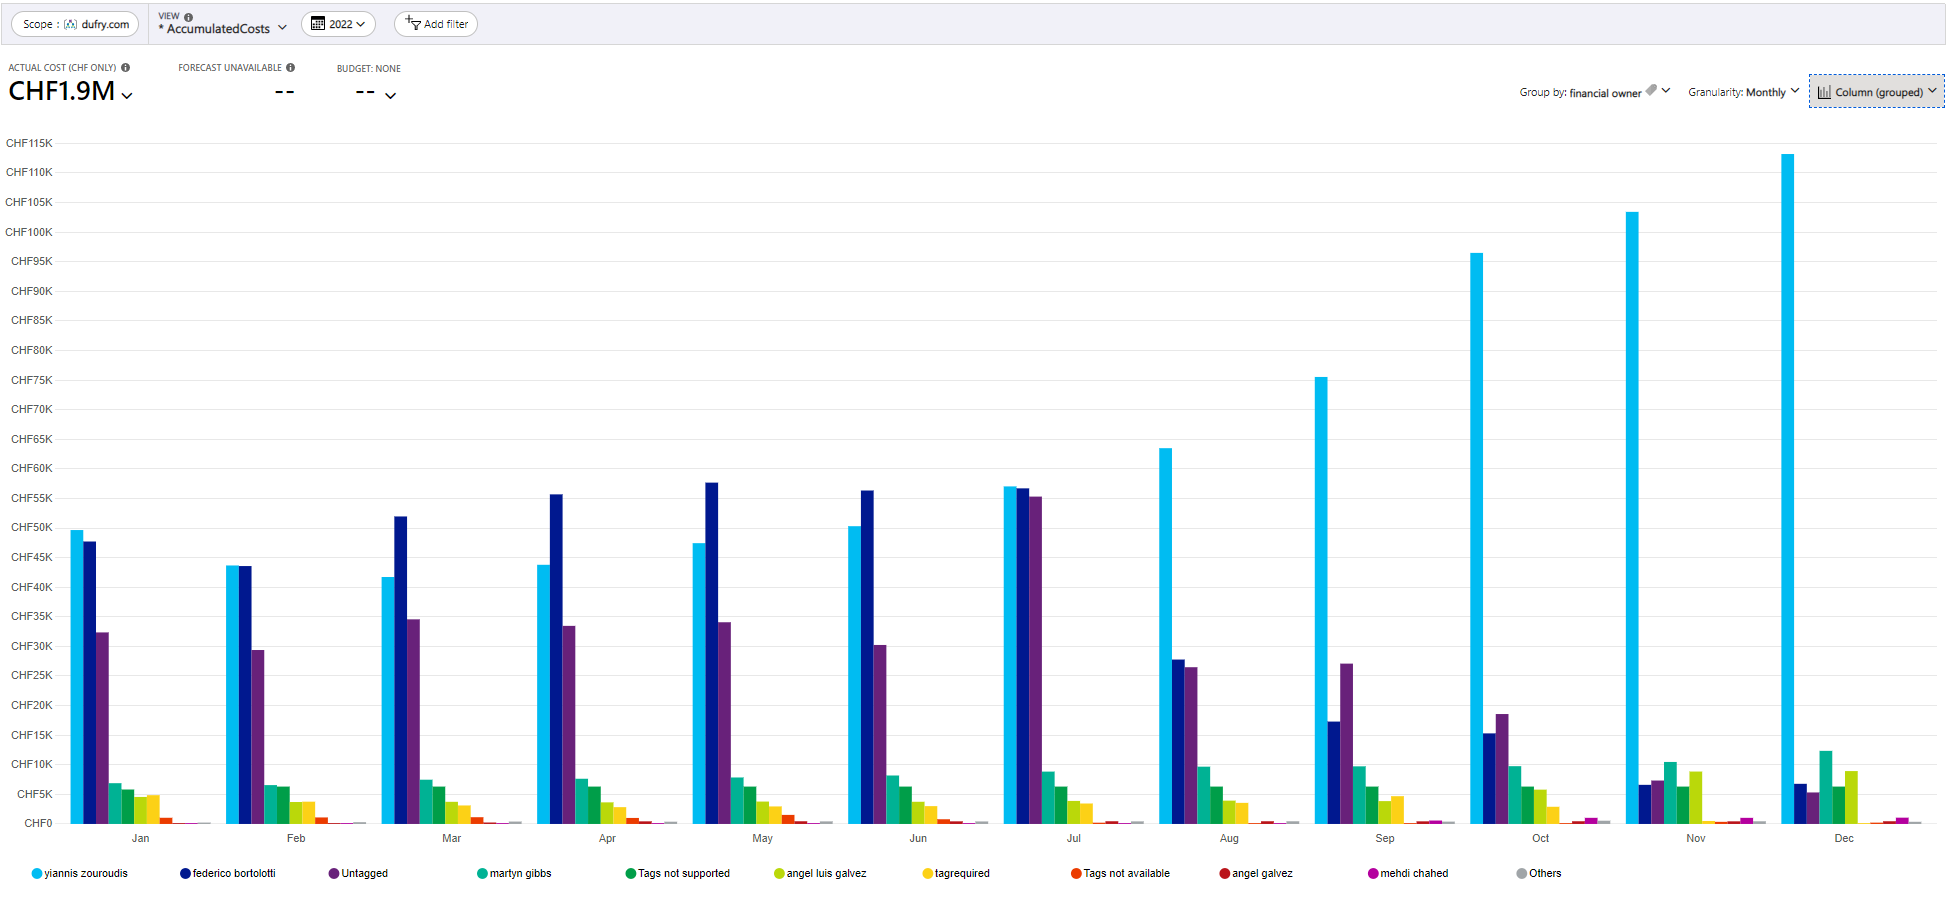 Scope : dufry.com
VIEW
* AccumulatedCosts
2022
Add filter
ACTUAL COST (CHF ONLY)
CHF1.9M
FORECAST UNAVAILABLE
--
BUDGET: NONE
--
Group by: financial owner
Granularity: Monthly
Column (grouped)
CHF115K
CHF110K
CHF105K
CHF100K
CHF95K
CHF90K
CHF85K
CHF80K
CHF75K
CHF70K
CHF65K
CHF60K
CHF55K
CHF50K
CHF45K
CHF40K
CHF35K
CHF30K
CHF25K
CHF20K
CHF15K
CHF10K
CHF5K
CHF0
Jan Feb Mar Apr May Jun Jul Aug Sep Oct Nov Dec
yiannis zouroudis federico bortolotti Untagged martyn gibbs Tags not supported angel luis galvez tagrequired Tags not available angel galvez mehdi chahed Others